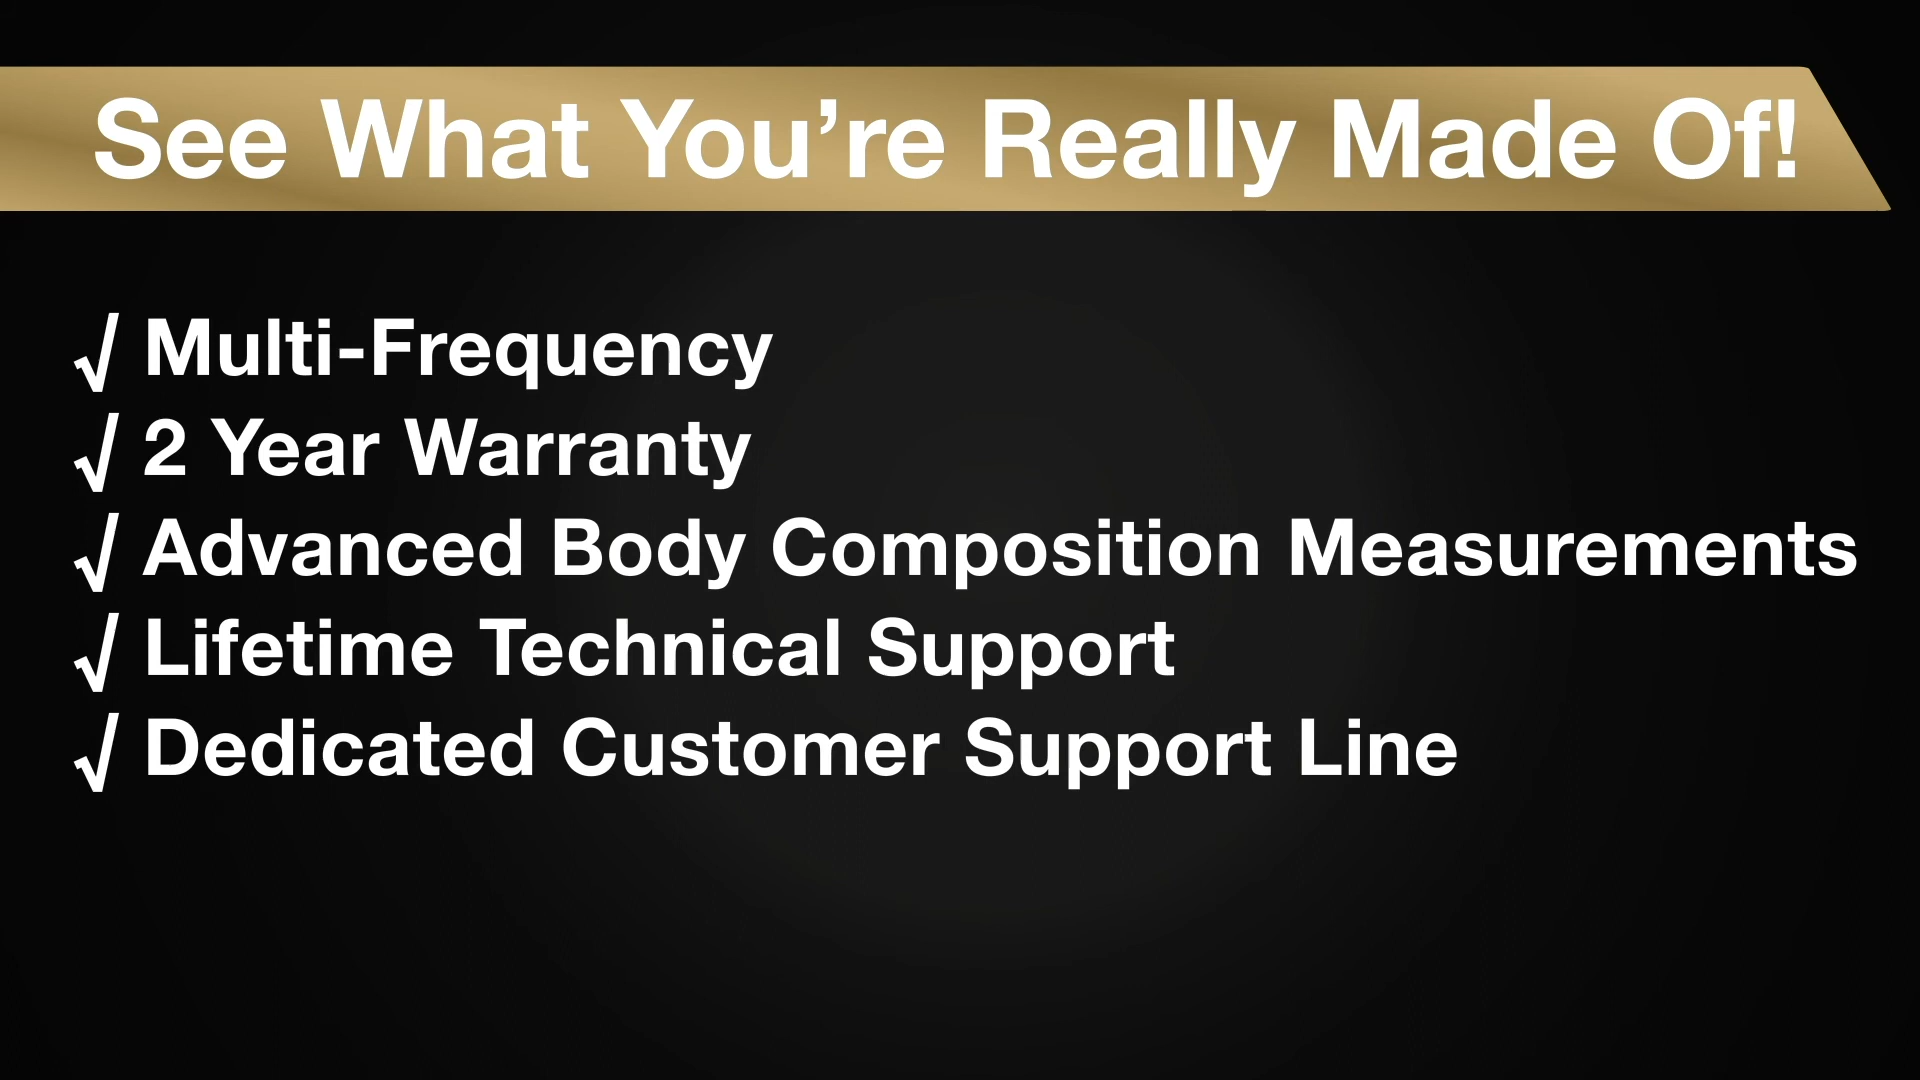 See What You’re Really Made Of!
√ Multi-Frequency
√ 2 Year Warranty
√ Advanced Body Composition Measurements
√ Lifetime Technical Support
√ Dedicated Customer Support Line